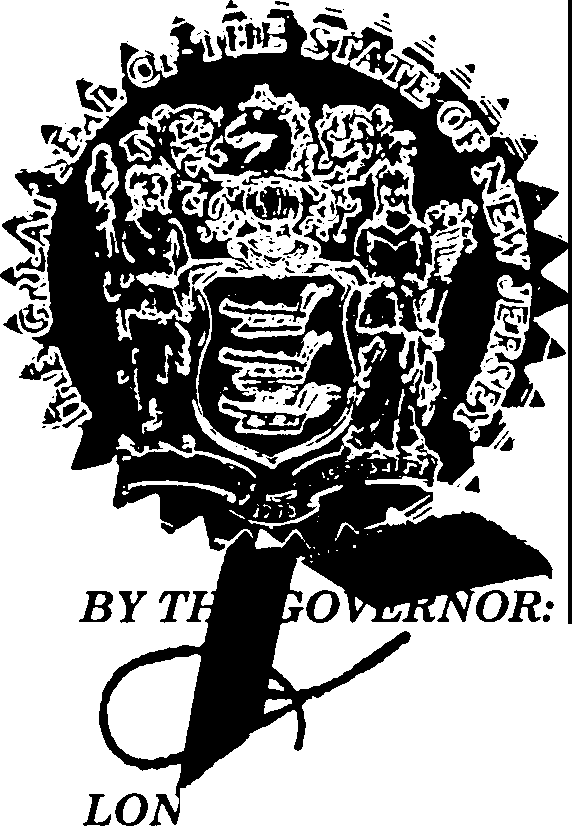 THE GREAT SEAL OF THE STATE OF NEW JERSEY.
BY TH GOVERNOR:
LON